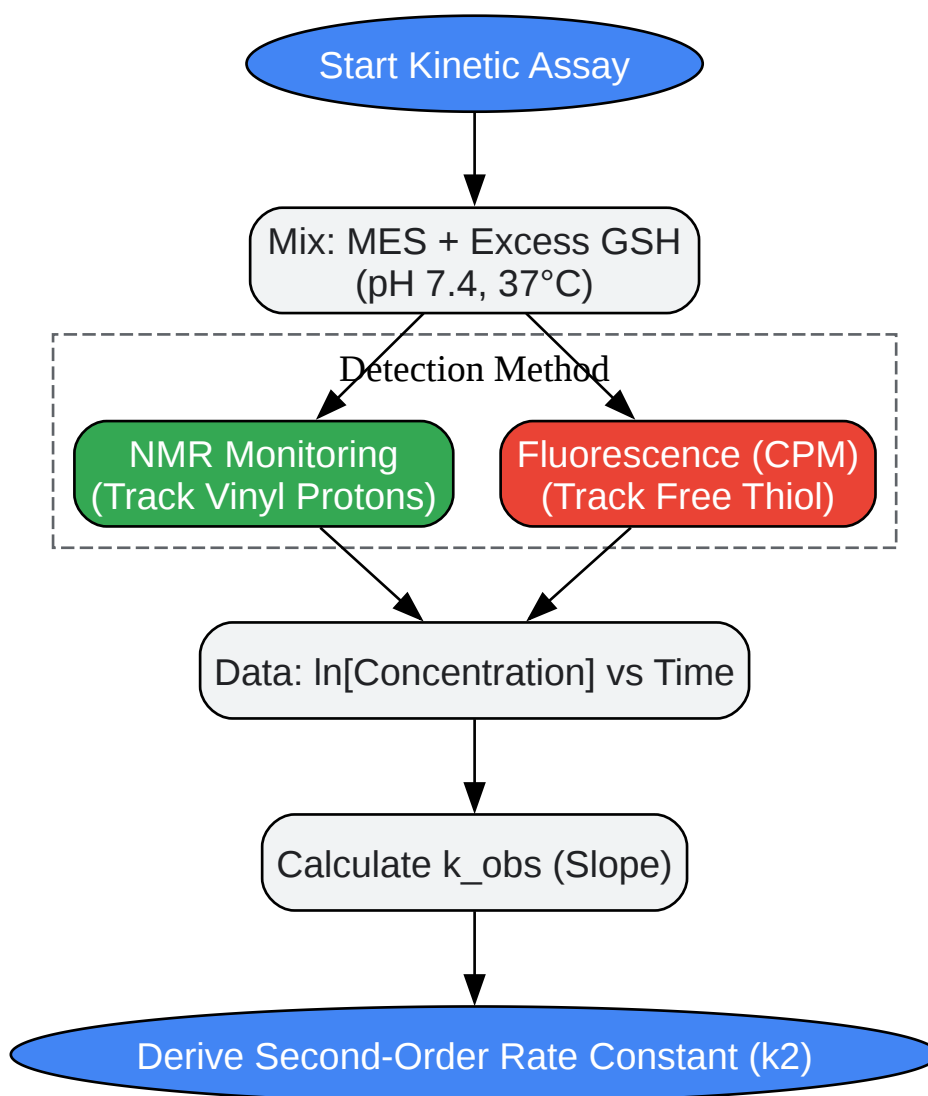 Start Kinetic Assay
Mix: MES + Excess GSH
(pH 7.4, 37°C)
Detection Method
NMR Monitoring
(Track Vinyl Protons)
Fluorescence (CPM)
(Track Free Thiol)
Data: ln[Concentration] vs Time
Calculate k_obs (Slope)
Derive Second-Order Rate Constant (k2)